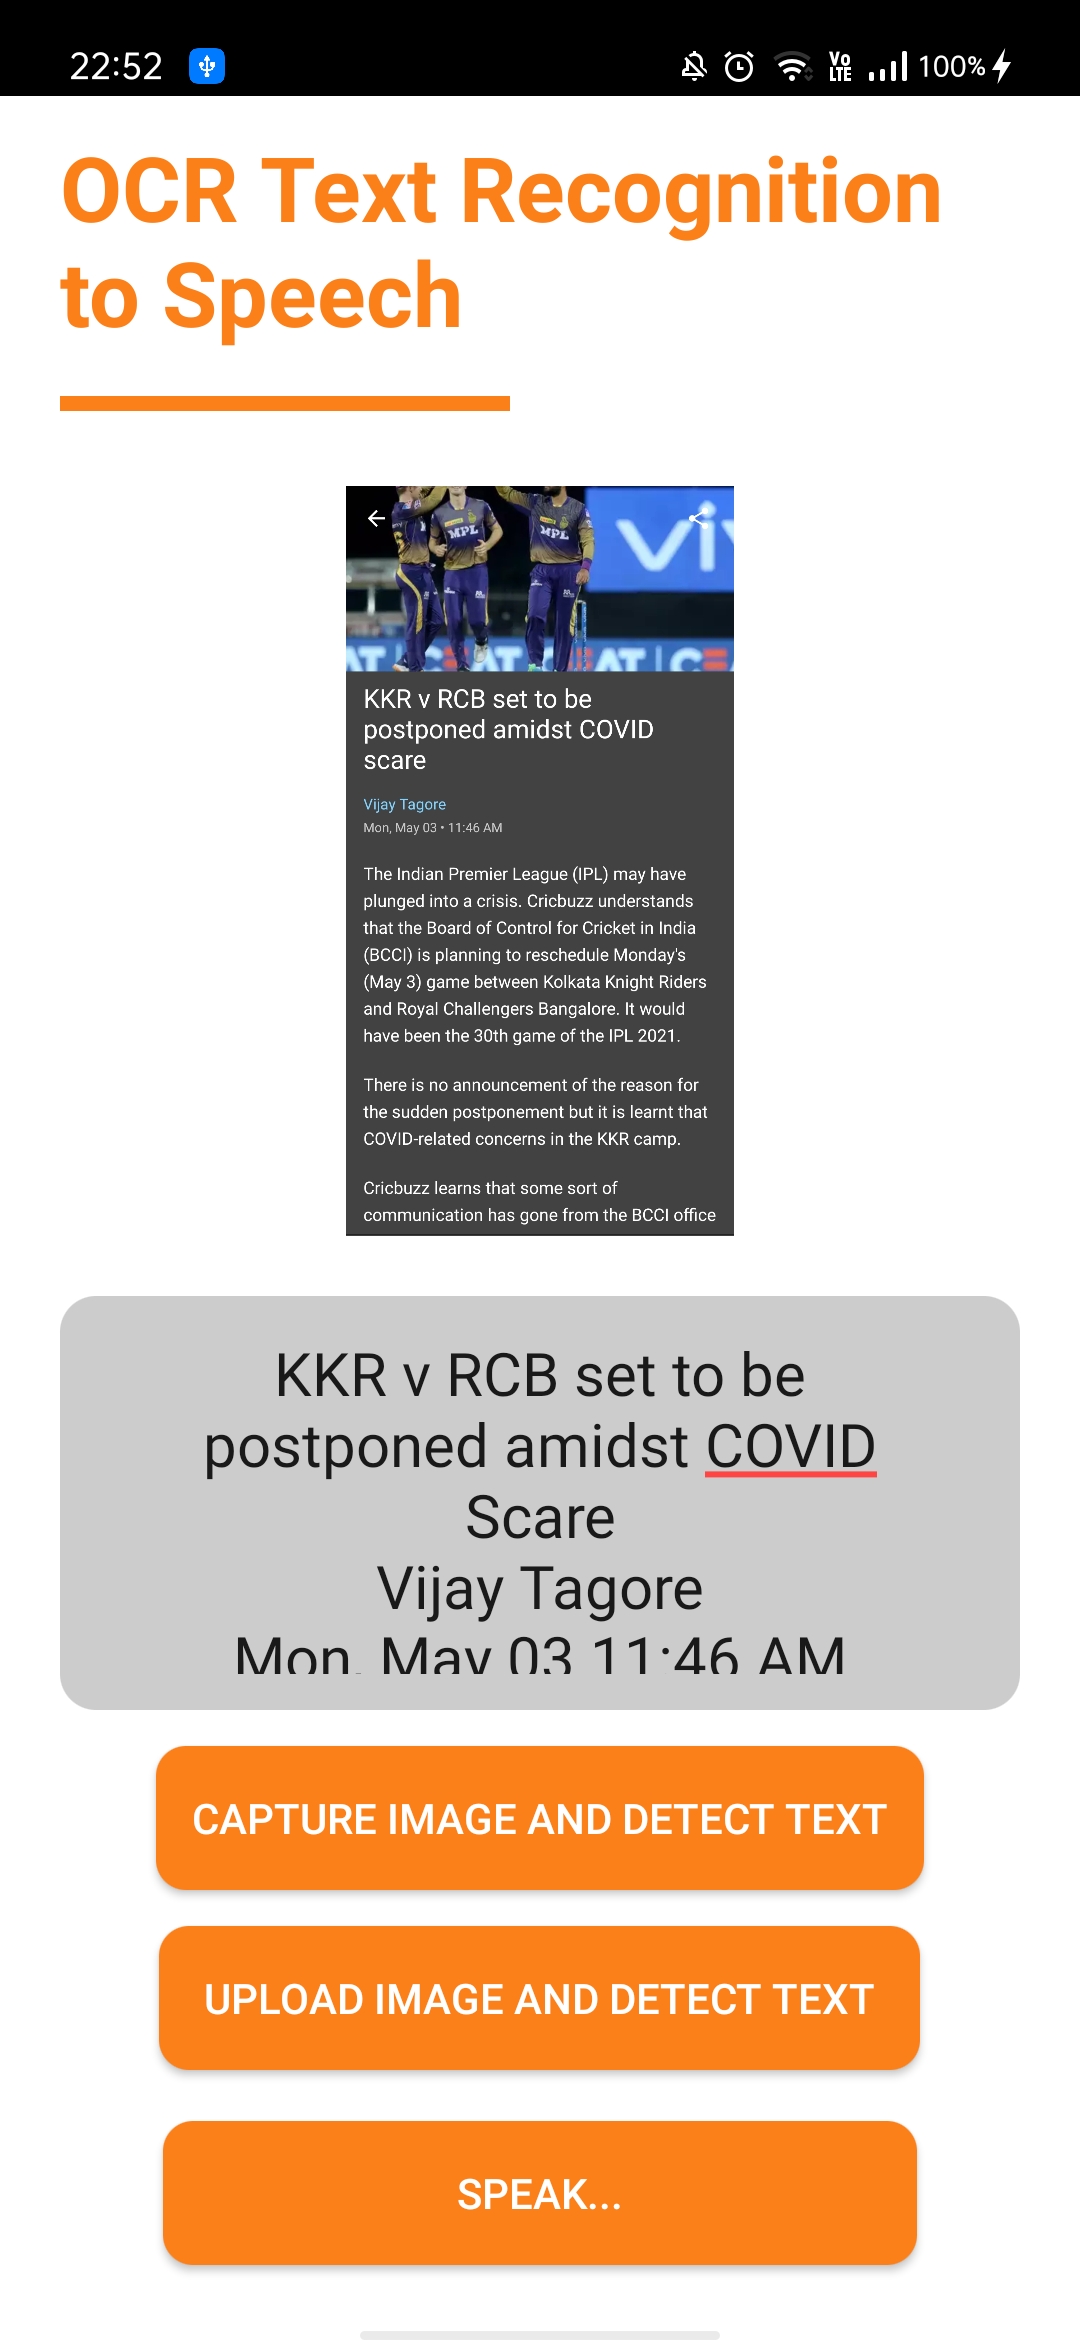 22:52
Vo
LTE
100%
OCR Text Recognition
to Speech
MPL
MPL
CEAT
KKR v RCB set to be
postponed amidst COVID
scare
Vijay Tagore
Mon, May 03 • 11:46 AM
The Indian Premier League (IPL) may have
plunged into a crisis. Cricbuzz understands
that the Board of Control for Cricket in India
(BCCI) is planning to reschedule Monday's
(May 3) game between Kolkata Knight Riders
and Royal Challengers Bangalore. It would
have been the 30th game of the IPL 2021.
There is no announcement of the reason for
the sudden postponement but it is learnt that
COVID-related concerns in the KKR camp.
Cricbuzz learns that some sort of
communication has gone from the BCCI office
KKR v RCB set to be
postponed amidst COVID
Scare
Vijay Tagore
Mon, May 03 11:46 AM
CAPTURE IMAGE AND DETECT TEXT
UPLOAD IMAGE AND DETECT TEXT
SPEAK...